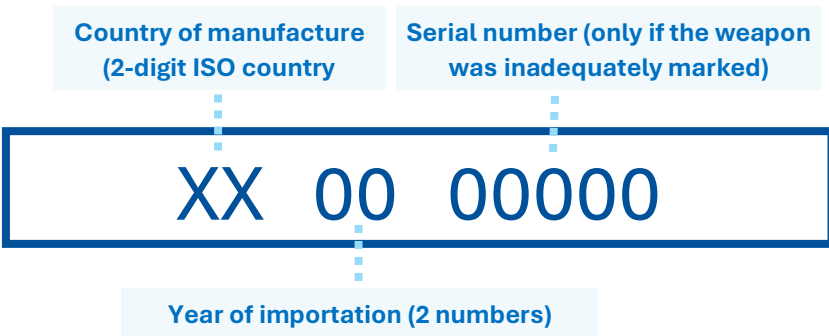 Country of manufacture
(2-digit ISO country
Serial number (only if the weapon
was inadequately marked)
XX 00 00000
Year of importation (2 numbers)